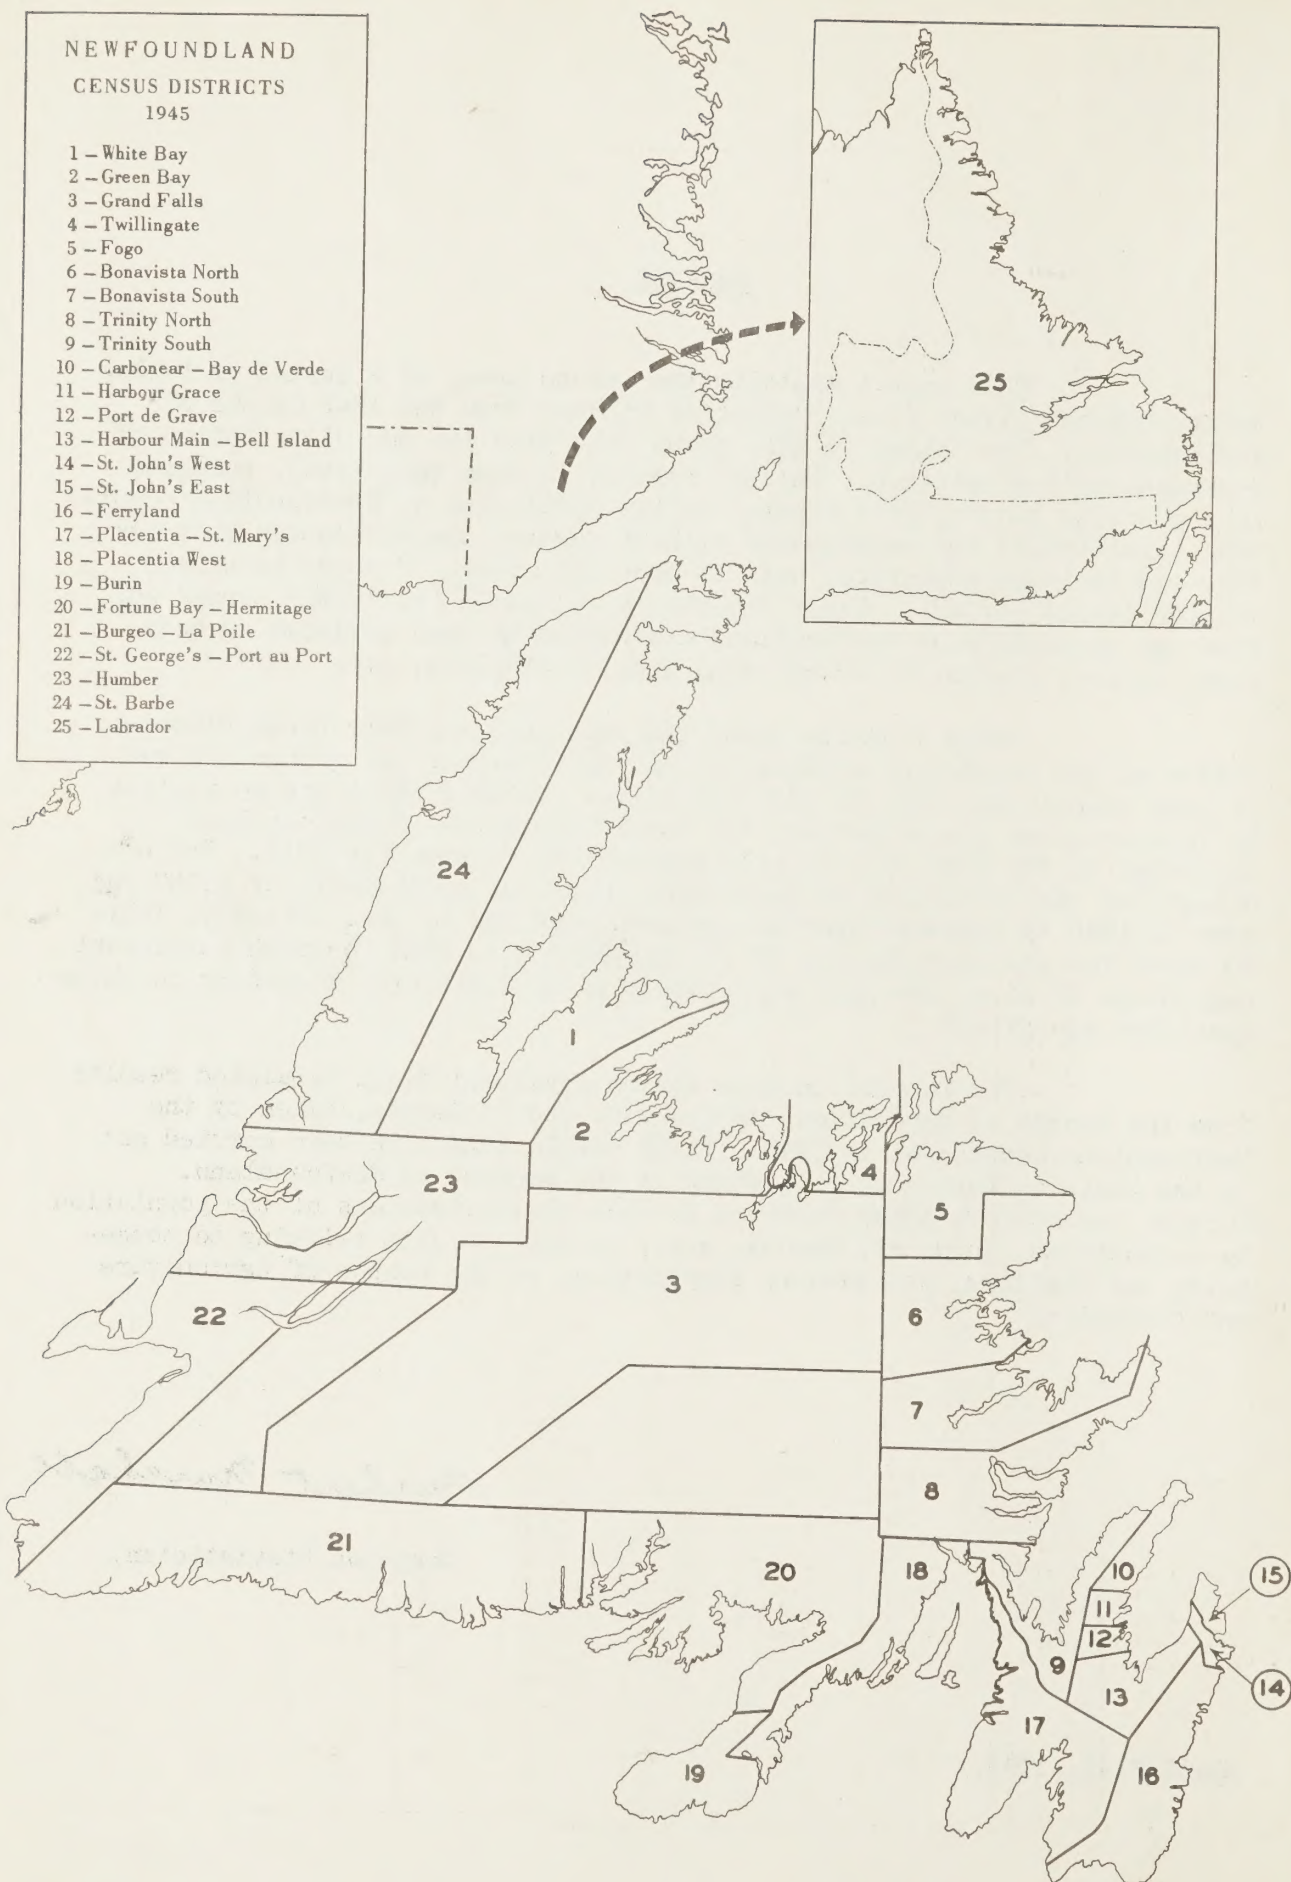 NEWFOUNDLAND
CENSUS DISTRICTS
1945
1 – White Bay
2 – Green Bay
3 – Grand Falls
4 – Twillingate
5 – Fogo
6 – Bonavista North
7 – Bonavista South
8 – Trinity North
9 – Trinity South
10 – Carbonear – Bay de Verde
11 – Harbour Grace
12 – Port de Grave
13 – Harbour Main – Bell Island
14 – St. John's West
15 – St. John's East
16 – Ferryland
17 – Placentia – St. Mary's
18 – Placentia West
19 – Burin
20 – Fortune Bay – Hermitage
21 – Burgeo – La Poile
22 – St. George's – Port au Port
23 – Humber
24 – St. Barbe
25 – Labrador
25
24
1
2
4
23
5
3
22
6
7
8
21
20
18
10
15
11
12
9
14
13
17
19
16